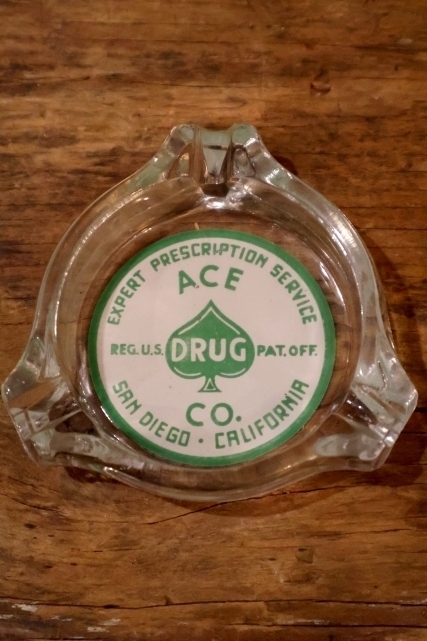 EXPERT PRESCRIPTION SERVICE
ACE
REG. U.S. DRUG PAT. OFF.
CO.
SAN DIEGO • CALIFORNIA